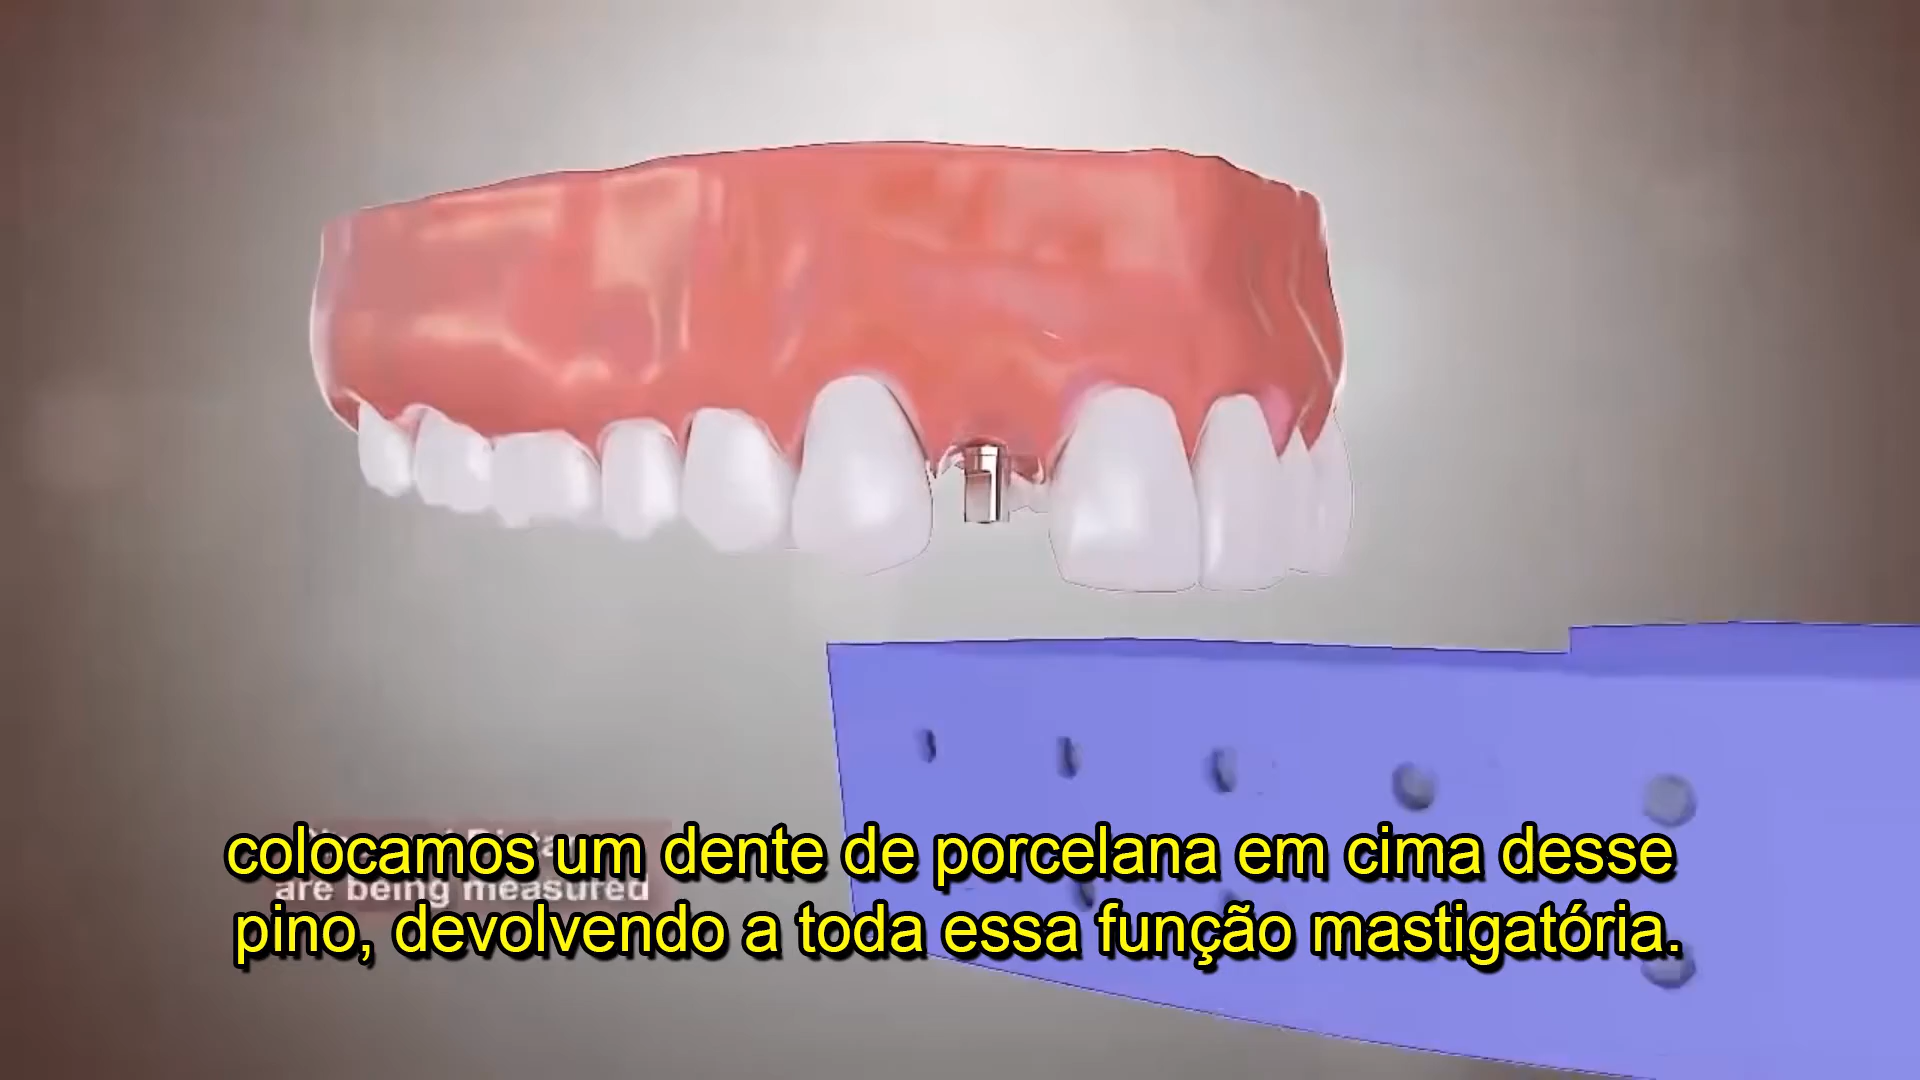 colocamos um dente de porcelana em cima desse
are being measured
pino, devolvendo a toda essa função mastigatória.